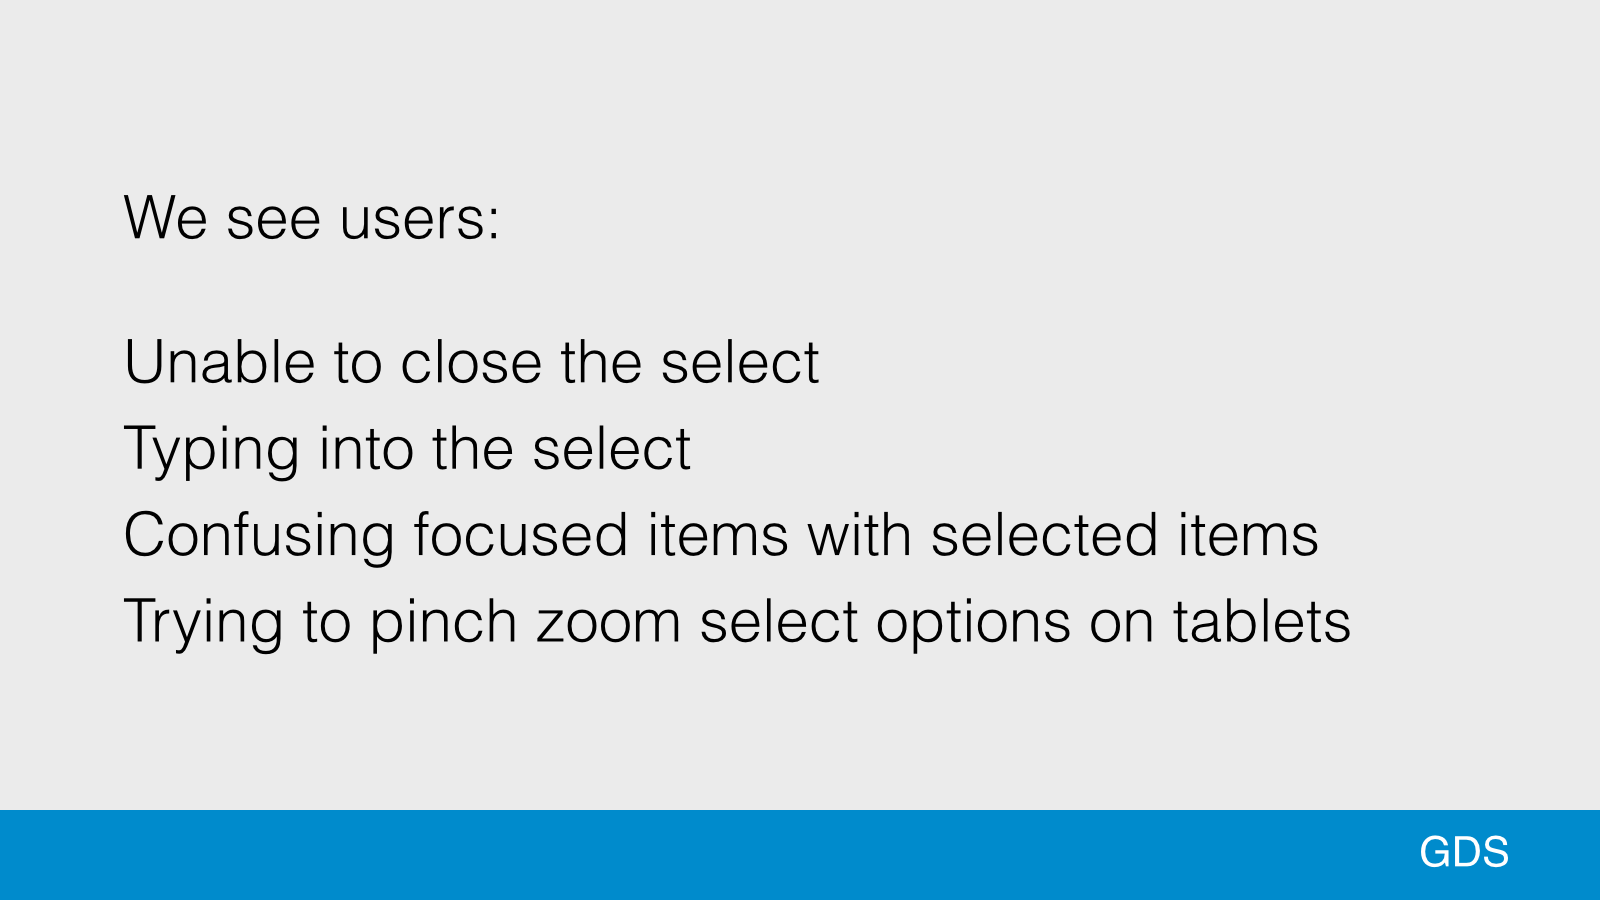 We see users:
Unable to close the select
Typing into the select
Confusing focused items with selected items
Trying to pinch zoom select options on tablets
GDS